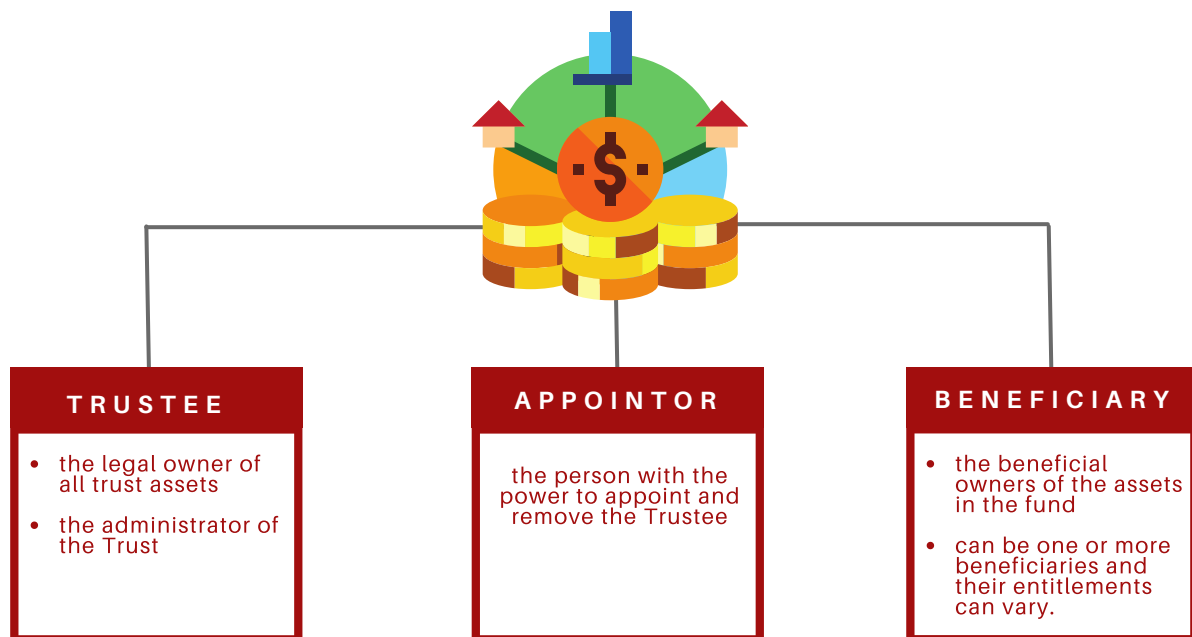 $
TRUSTEE
• the legal owner of
all trust assets
• the administrator of
the Trust
APPOINTOR
the person with the
power to appoint and
remove the Trustee
BENEFICIARY
• the beneficial
owners of the assets
in the fund
• can be one or more
beneficiaries and
their entitlements
can vary.